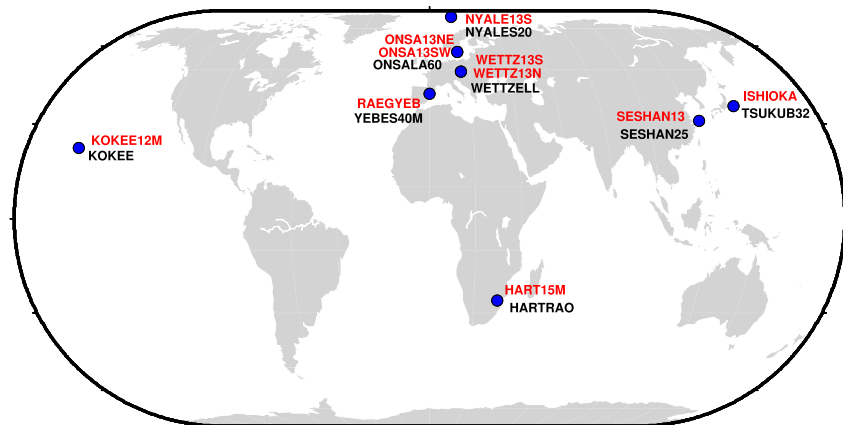 NYALE13S
NYALES20
ONSA13NE
ONSA13SW
ONSALA60
WETTZ13S
WETTZ13N
WETTZELL
RAEGYEB
YEBES40M
ISHIOKA
TSUKUB32
SESHAN13
SESHAN25
KOKEE12M
KOKEE
HART15M
HARTRAO